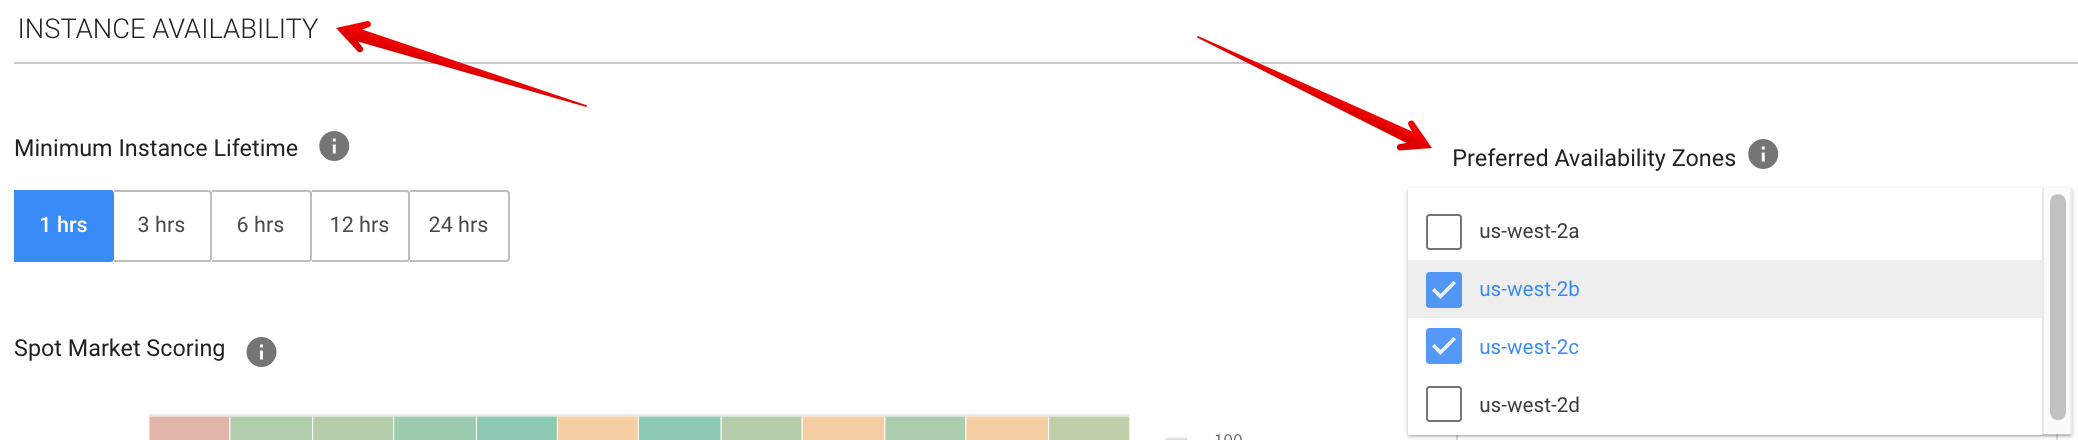 INSTANCE AVAILABILITY
Minimum Instance Lifetime
1 hrs
3 hrs
6 hrs
12 hrs
24 hrs
Spot Market Scoring
Preferred Availability Zones
us-west-2a
us-west-2b
us-west-2c
us-west-2d
100